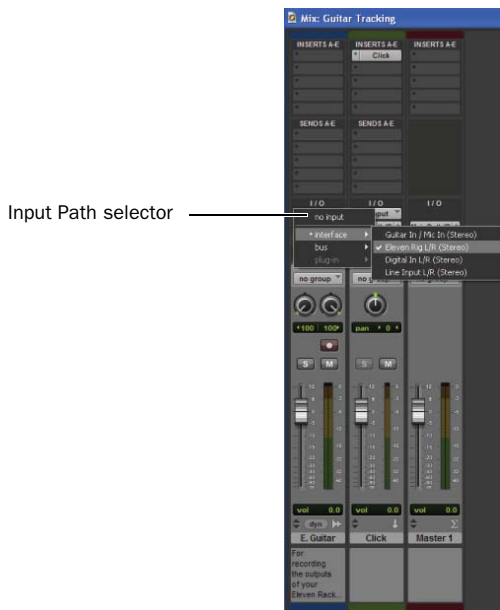 Mix: Guitar Tracking
INSERTS A-E INSERTS A-E INSERTS A-E
Click
SENDS A-E SENDS A-E
Input Path selector
I / O I / O I / O
no input
interface
bus
plug-in
Guitar In / Mic In (Stereo)
✓ Eleven Rig L/R (Stereo)
Digital In L/R (Stereo)
Line Input L/R (Stereo)
no group
100 100 pan 0
S M S M
vol 0.0 vol 0.0 vol 0.0
dyn Σ
E. Guitar Click Master 1
For
recording
the outputs
of your
Eleven Rack...